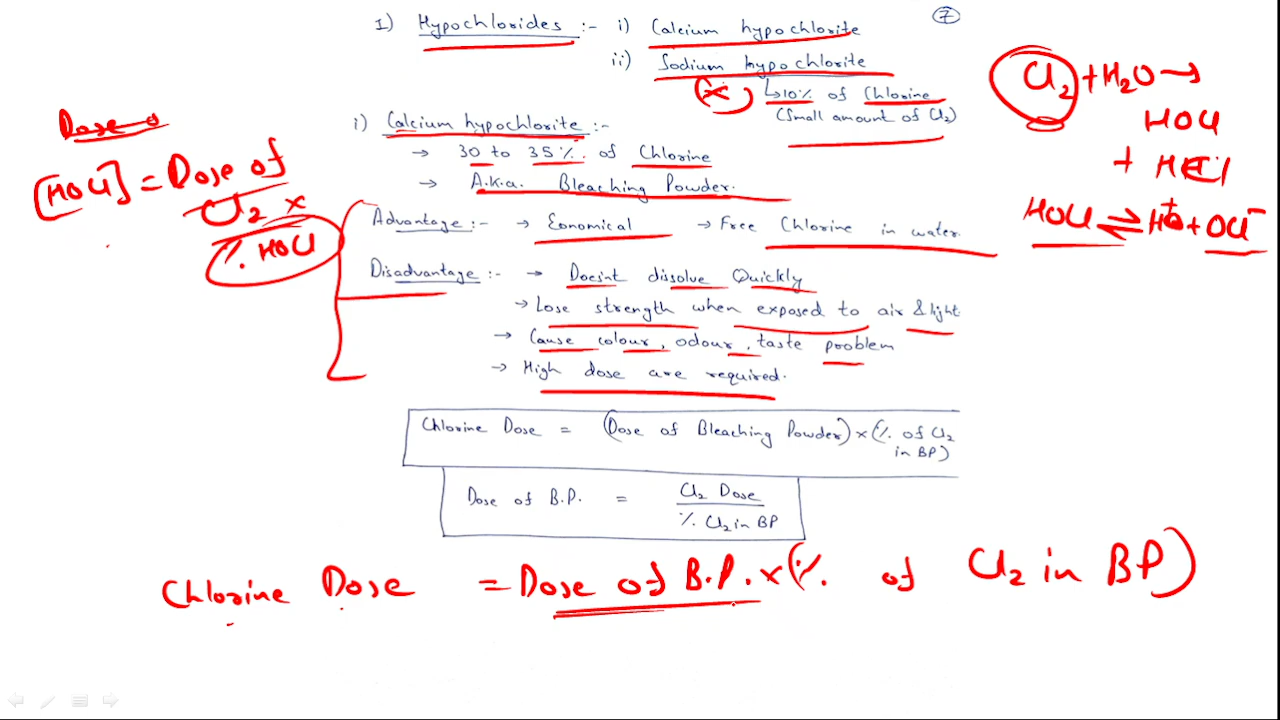 7
1) Hypochlorides :- i) Calcium hypochlorite
ii) Sodium hypochlorite
↳ 10% of Chlorine
(Small amount of Cl2)
i) Calcium hypochlorite :-
→ 30 to 35% of Chlorine
→ A.K.a. Bleaching Powder.
Advantage :- → Economical → Free Chlorine in water.
Disadvantage :- → Doesnt dissolve Quickly
→ Lose strength when exposed to air & light.
→ Cause colour, odour, taste problem
→ High dose are required.
Chlorine Dose = (Dose of Bleaching Powder) × (% of Cl2
in BP)
Dose of B.P. = Cl2 Dose
% Cl2 in BP
Chlorine Dose = Dose of B.P. × (% of Cl2 in BP)
Dose
[HOCl] = Dose of
Cl2 ×
% HOCl
Cl2 + H2O →
HOCl
+ HCl
HOCl ⇌ H+ + OCl-